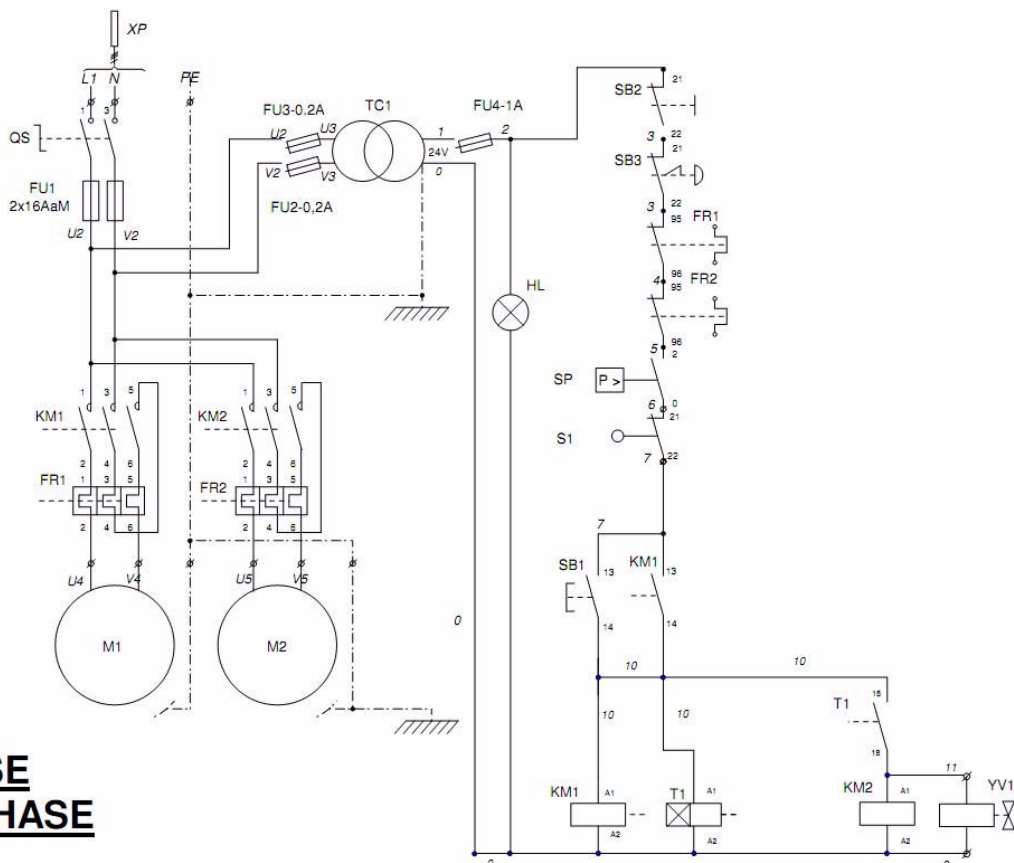 XP
L1 N PE
1 3
QS
FU1
2x16AaM
U2 V2
FU3-0.2A TC1 FU4-1A
U2 U3 1 2
24V
V2 V3 0
FU2-0,2A
HL
21
SB2
3 22
21
SB3
22
3 95
FR1
96
4 95
FR2
96
5 2
SP P >
6 0
21
S1
7 22
7
SB1 13 KM1 13
14 14
10 10
10 10
T1 15
18
11
KM1 A1 T1 A1 KM2 A1 YV1
A2 A2 A2
0
0
1 3 5 1 3 5
KM1 KM2
2 4 6 2 4 6
FR1 1 3 5 FR2 1 3 5
2 4 6 2 4 6
U4 V4 U5 V5
M1 M2
SE
HASE